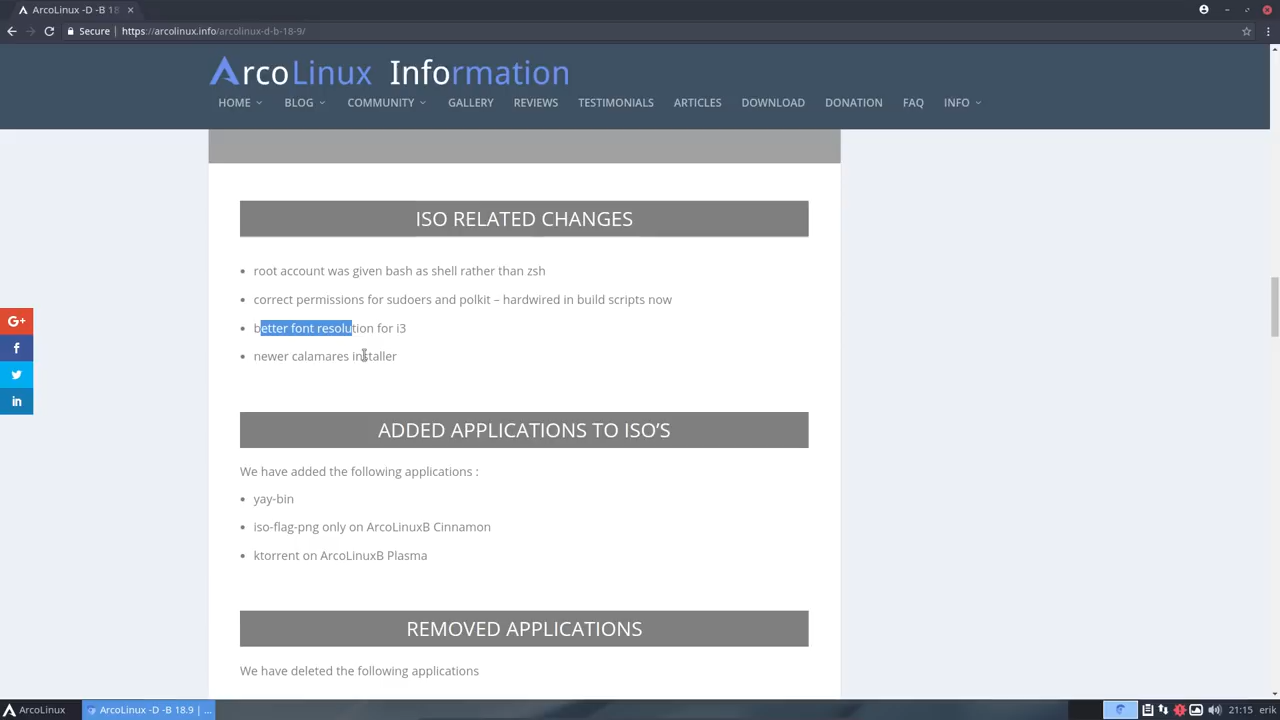 ArcoLinux -D -B 18
Secure
https://arcolinux.info/arcolinux-d-b-18-9/
ArcoLinux Information
HOME BLOG COMMUNITY GALLERY REVIEWS TESTIMONIALS ARTICLES DOWNLOAD DONATION FAQ INFO
ISO RELATED CHANGES
• root account was given bash as shell rather than zsh
• correct permissions for sudoers and polkit – hardwired in build scripts now
• better font resolution for i3
• newer calamares installer
G+
f
in
ADDED APPLICATIONS TO ISO'S
We have added the following applications :
• yay-bin
• iso-flag-png only on ArcoLinuxB Cinnamon
• ktorrent on ArcoLinuxB Plasma
REMOVED APPLICATIONS
We have deleted the following applications
ArcoLinux
ArcoLinux -D -B 18.9 | ...
21:15 erik